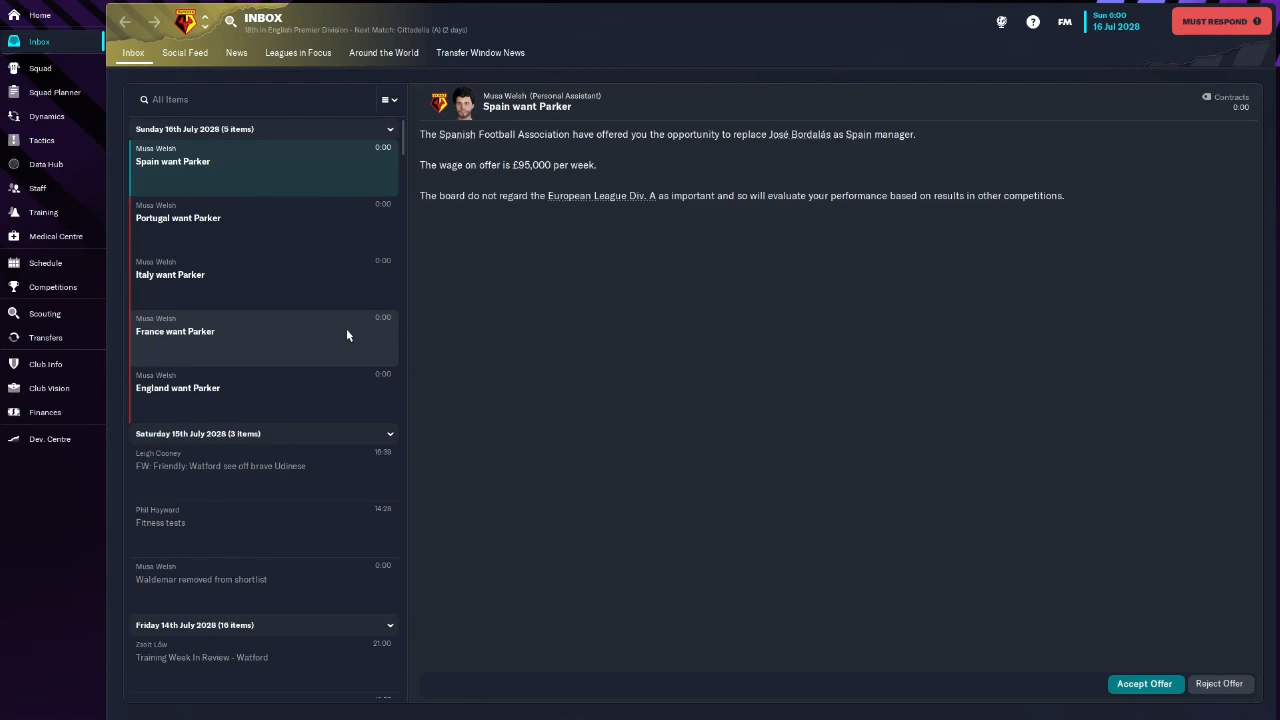 Home
Inbox
Squad
Squad Planner
Dynamics
Tactics
Data Hub
Staff
Training
Medical Centre
Schedule
Competitions
Scouting
Transfers
Club Info
Club Vision
Finances
Dev. Centre
INBOX
18th in English Premier Division - Next Match: Cittadella (A) (2 days)
FM
Sun 6:00
16 Jul 2028
MUST RESPOND
Inbox
Social Feed
News
Leagues in Focus
Around the World
Transfer Window News
All Items
Sunday 16th July 2028 (5 items)
Musa Welsh 0:00
Spain want Parker
Musa Welsh 0:00
Portugal want Parker
Musa Welsh 0:00
Italy want Parker
Musa Welsh 0:00
France want Parker
Musa Welsh 0:00
England want Parker
Saturday 15th July 2028 (3 items)
Leigh Cooney 16:39
FW: Friendly: Watford see off brave Udinese
Phil Hayward 14:28
Fitness tests
Musa Welsh 0:00
Waldemar removed from shortlist
Friday 14th July 2028 (16 items)
Zsolt Lőw 21:00
Training Week In Review - Watford
Musa Welsh (Personal Assistant)
Spain want Parker
Contracts
0:00
The Spanish Football Association have offered you the opportunity to replace José Bordalás as Spain manager.
The wage on offer is £95,000 per week.
The board do not regard the European League Div. A as important and so will evaluate your performance based on results in other competitions.
Accept Offer
Reject Offer